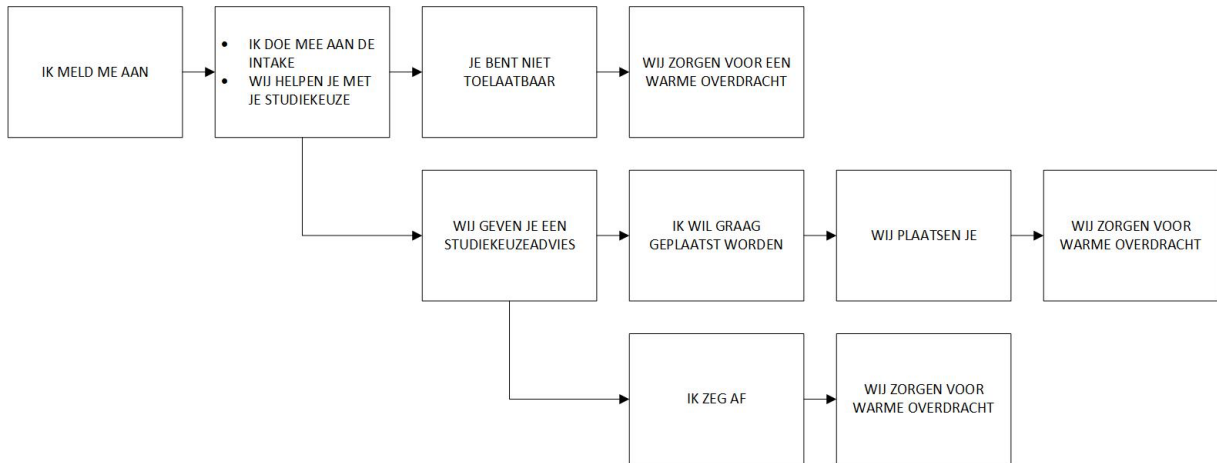 IK MELD ME AAN
• IK DOE MEE AAN DE
INTAKE
• WIJ HELPEN JE MET
JE STUDIEKEUZE
JE BENT NIET
TOELAATBAAR
WIJ ZORGEN VOOR EEN
WARME OVERDRACHT
WIJ GEVEN JE EEN
STUDIEKEUZEADVIES
IK WIL GRAAG
GEPLAATST WORDEN
WIJ PLAATSEN JE
WIJ ZORGEN VOOR
WARME OVERDRACHT
IK ZEG AF
WIJ ZORGEN VOOR
WARME OVERDRACHT